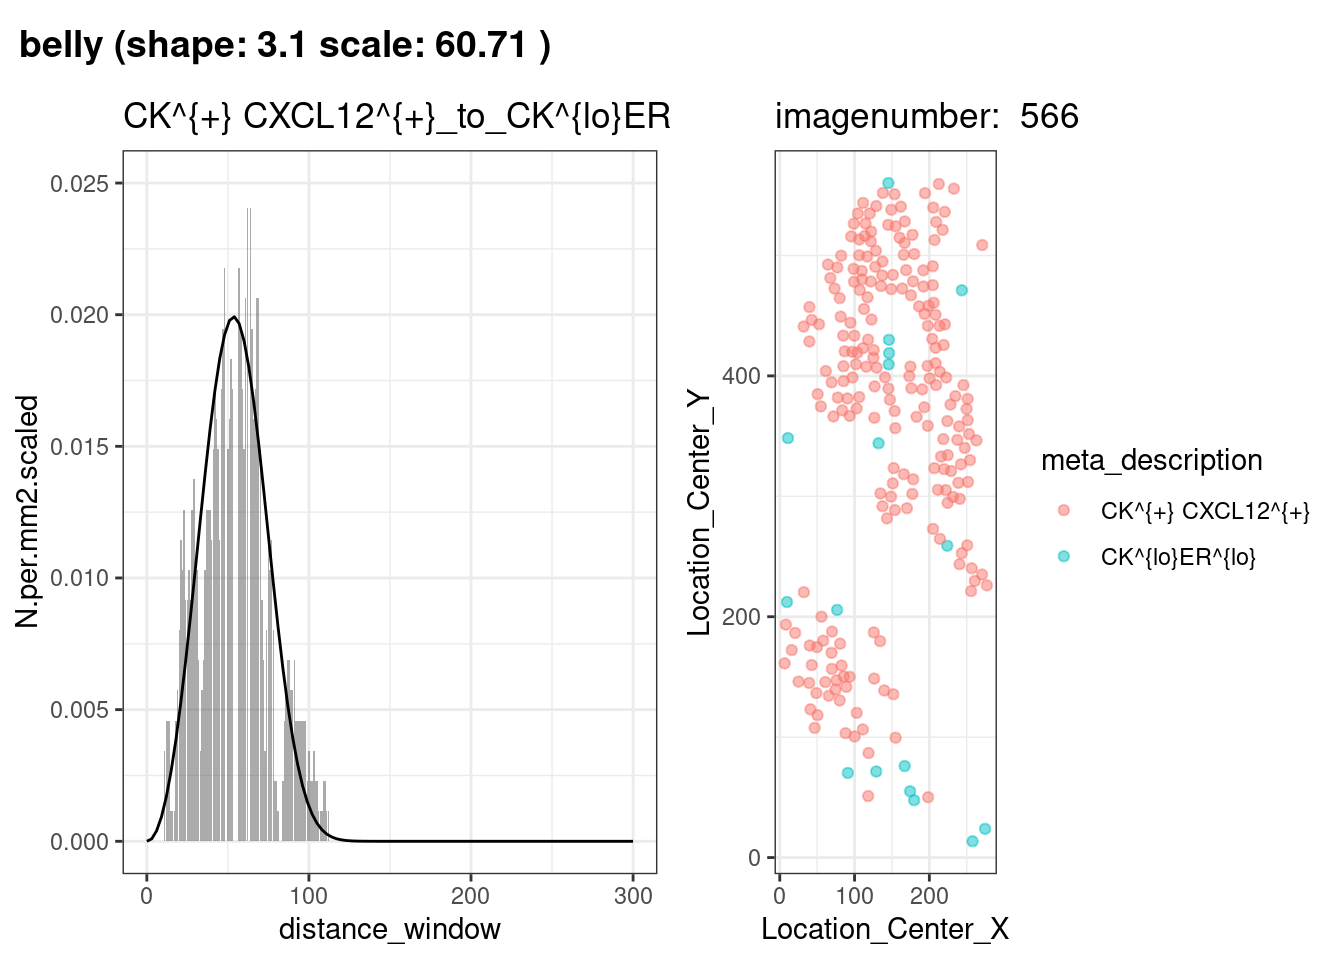 belly (shape: 3.1 scale: 60.71 )
CK^{+} CXCL12^{+}_to_CK^{lo}ER
N.per.mm2.scaled
0.025
0.020
0.015
0.010
0.005
0.000
0 100 200 300
distance_window
imagenumber: 566
Location_Center_Y
400
200
0
0 100 200
Location_Center_X
meta_description
CK^{+} CXCL12^{+}
CK^{lo}ER^{lo}